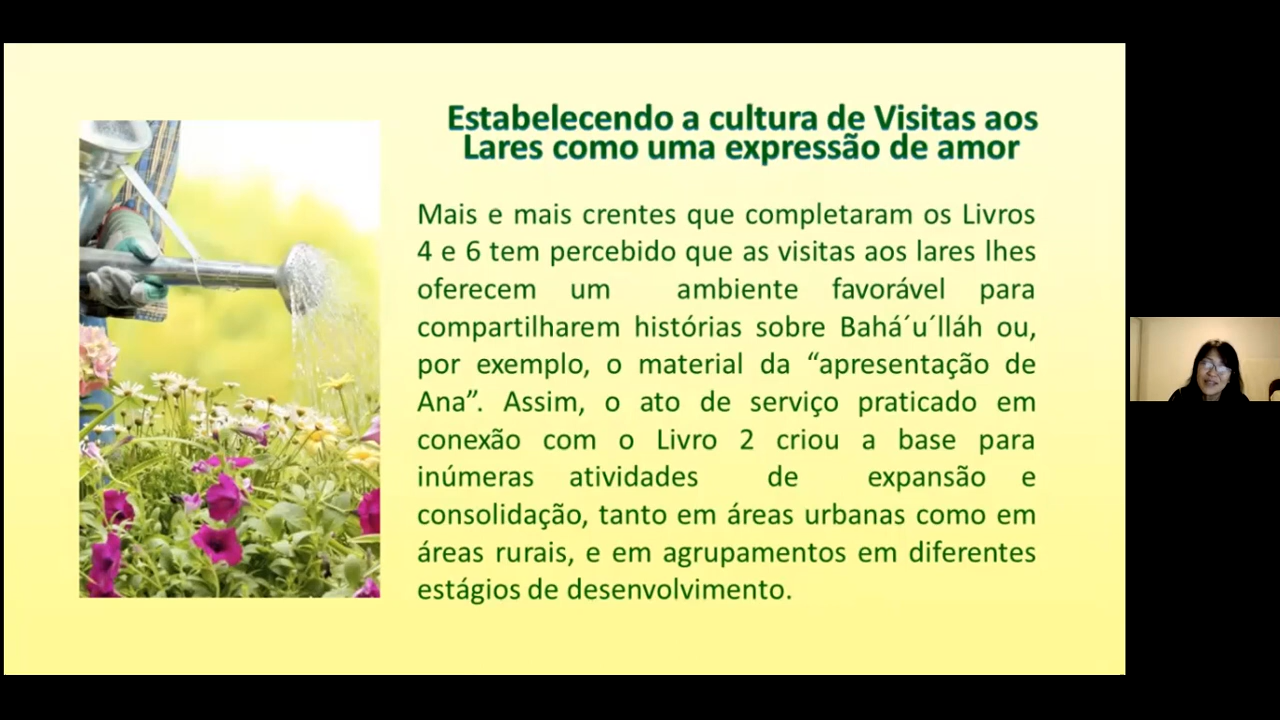 Estabelecendo a cultura de Visitas aos
Lares como uma expressão de amor
Mais e mais crentes que completaram os Livros
4 e 6 tem percebido que as visitas aos lares lhes
oferecem um ambiente favorável para
compartilharem histórias sobre Bahá´u´lláh ou,
por exemplo, o material da “apresentação de
Ana”. Assim, o ato de serviço praticado em
conexão com o Livro 2 criou a base para
inúmeras atividades de expansão e
consolidação, tanto em áreas urbanas como em
áreas rurais, e em agrupamentos em diferentes
estágios de desenvolvimento.